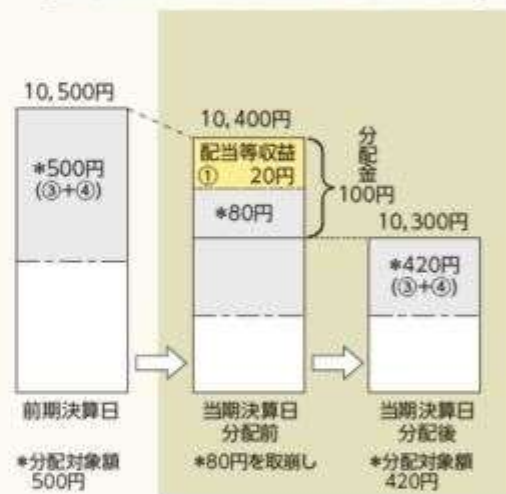 10,500円
*500円
(③+④)
前期決算日
*分配対象額
500円
10,400円
配当等収益
① 20円
*80円
分配金
100円
当期決算日
分配前
*80円を取崩し
10,300円
*420円
(③+④)
当期決算日
分配後
*分配対象額
420円